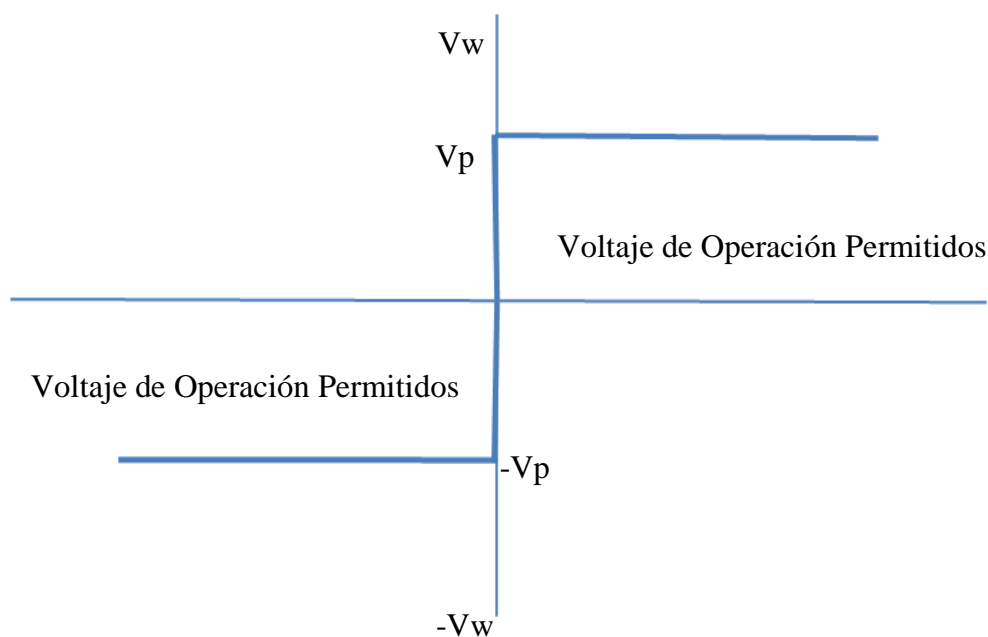 Vw
Vp
Voltaje de Operación Permitidos
Voltaje de Operación Permitidos
-Vp
-Vw